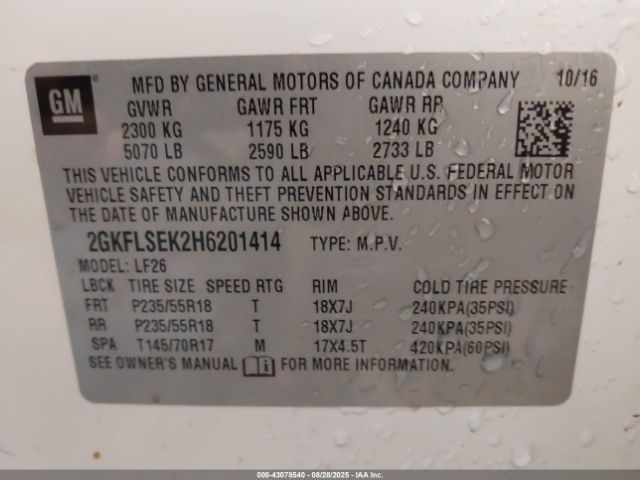 GM
MFD BY GENERAL MOTORS OF CANADA COMPANY 10/16
GVWR GAWR FRT GAWR RR
2300 KG 1175 KG 1240 KG
5070 LB 2590 LB 2733 LB
THIS VEHICLE CONFORMS TO ALL APPLICABLE U.S. FEDERAL MOTOR
VEHICLE SAFETY AND THEFT PREVENTION STANDARDS IN EFFECT ON
THE DATE OF MANUFACTURE SHOWN ABOVE.
2GKFLSEK2H6201414 TYPE: M.P.V.
MODEL: LF26
LBCK TIRE SIZE SPEED RTG RIM COLD TIRE PRESSURE
FRT P235/55R18 T 18X7J 240KPA(35PSI)
RR P235/55R18 T 18X7J 240KPA(35PSI)
SPA T145/70R17 M 17X4.5T 420KPA(60PSI)
SEE OWNER'S MANUAL i FOR MORE INFORMATION.
000-43078540 - 08/28/2025 - IAAI.com